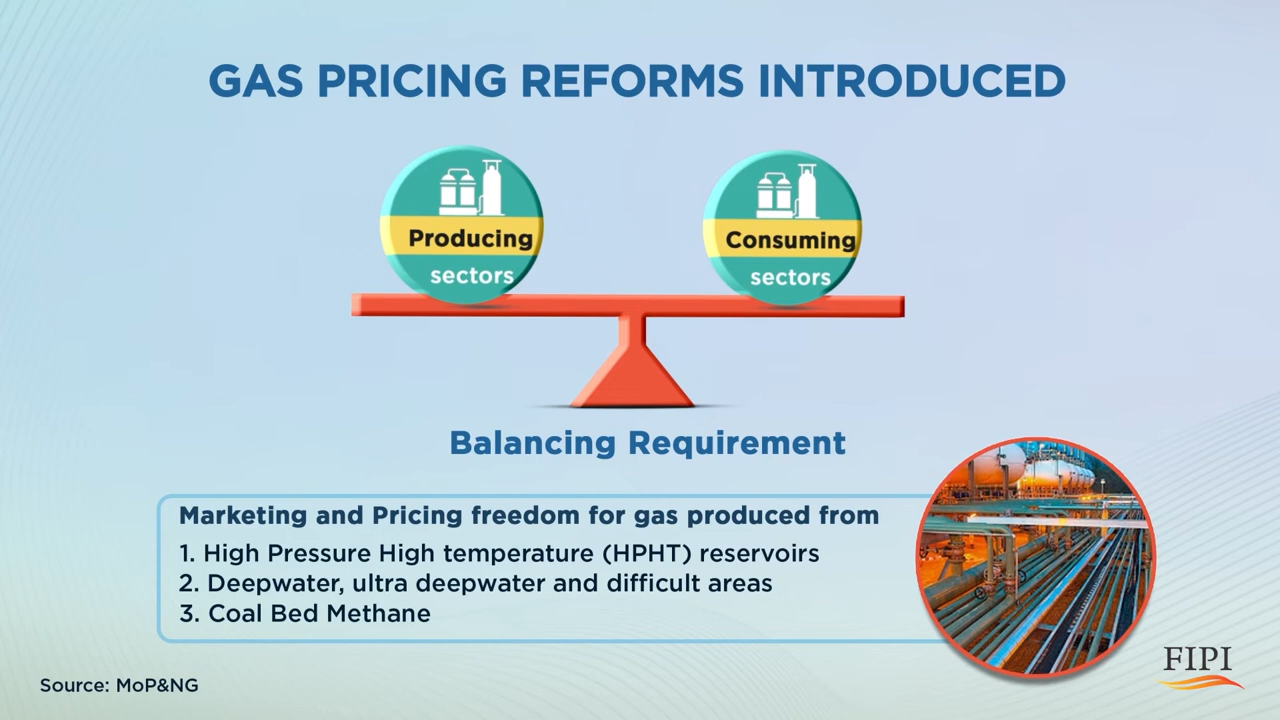 GAS PRICING REFORMS INTRODUCED
Producing
sectors
Consuming
sectors
Balancing Requirement
Marketing and Pricing freedom for gas produced from
1. High Pressure High temperature (HPHT) reservoirs
2. Deepwater, ultra deepwater and difficult areas
3. Coal Bed Methane
Source: MoP&NG
FIPI